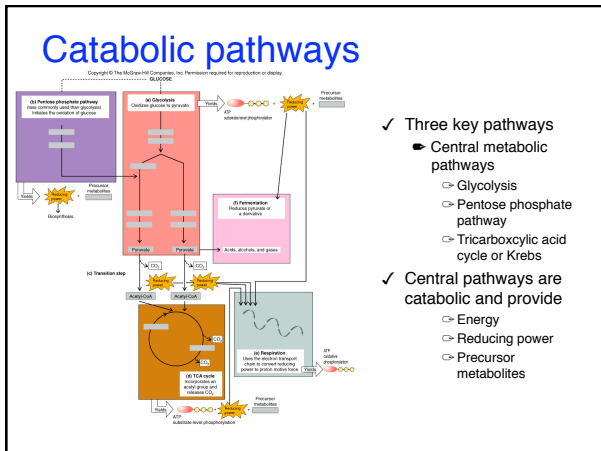 Catabolic pathways
Copyright © The McGraw-Hill Companies, Inc. Permission required for reproduction or display.
GLUCOSE
(b) Pentose phosphate pathway
(less commonly used than glycolysis)
Initiates the oxidation of glucose
(a) Glycolysis
Oxidizes glucose to pyruvate
Yields
ATP
substrate-level phosphorylation
+
Reducing
power
+
Precursor
metabolites
Yields
Reducing
power
+
Precursor
metabolites
Biosynthesis
(f) Fermentation
Reduces pyruvate or
a derivative
Acids, alcohols, and gases
Pyruvate
Pyruvate
CO2
CO2
(c) Transition step
Reducing
power
Reducing
power
Acetyl-CoA
Acetyl-CoA
CO2
CO2
(d) TCA cycle
Incorporates an
acetyl group and
releases CO2
(e) Respiration
Uses the electron transport
chain to convert reducing
power to proton motive force
Yields
ATP
oxidative
phosphorylation
Yields
ATP
substrate-level phosphorylation
+
Reducing
power
+
Precursor
metabolites
✓ Three key pathways
☛ Central metabolic
pathways
☞ Glycolysis
☞ Pentose phosphate
pathway
☞ Tricarboxcylic acid
cycle or Krebs
✓ Central pathways are
catabolic and provide
☞ Energy
☞ Reducing power
☞ Precursor
metabolites